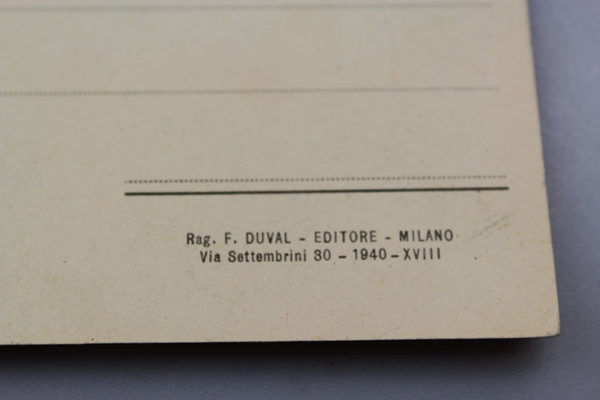 Rag. F. DUVAL - EDITORE - MILANO
Via Settembrini 30 - 1940 - XVIII